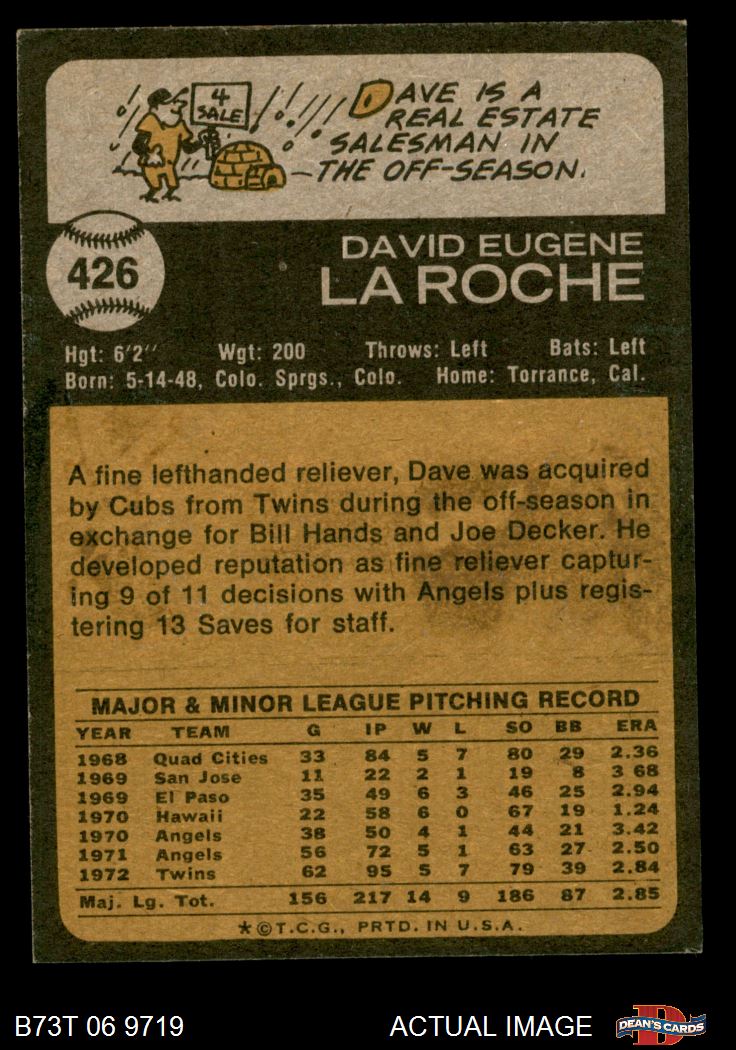 4
SALE
DAVE IS A
REAL ESTATE
SALESMAN IN
THE OFF-SEASON.
426
DAVID EUGENE
LA ROCHE
Hgt: 6'2" Wgt: 200 Throws: Left Bats: Left
Born: 5-14-48, Colo. Sprgs., Colo. Home: Torrance, Cal.
A fine lefthanded reliever, Dave was acquired
by Cubs from Twins during the off-season in
exchange for Bill Hands and Joe Decker. He
developed reputation as fine reliever captur-
ing 9 of 11 decisions with Angels plus regis-
tering 13 Saves for staff.
MAJOR & MINOR LEAGUE PITCHING RECORD
YEAR TEAM G IP W L SO BB ERA
1968 Quad Cities 33 84 5 7 80 29 2.36
1969 San Jose 11 22 2 1 19 8 3 68
1969 El Paso 35 49 6 3 46 25 2.94
1970 Hawaii 22 58 6 0 67 19 1.24
1970 Angels 38 50 4 1 44 21 3.42
1971 Angels 56 72 5 1 63 27 2.50
1972 Twins 62 95 5 7 79 39 2.84
Maj. Lg. Tot. 156 217 14 9 186 87 2.85
*©T.C.G., PRTD. IN U.S.A.
B73T 06 9719 ACTUAL IMAGE
D
DEAN'S CARDS